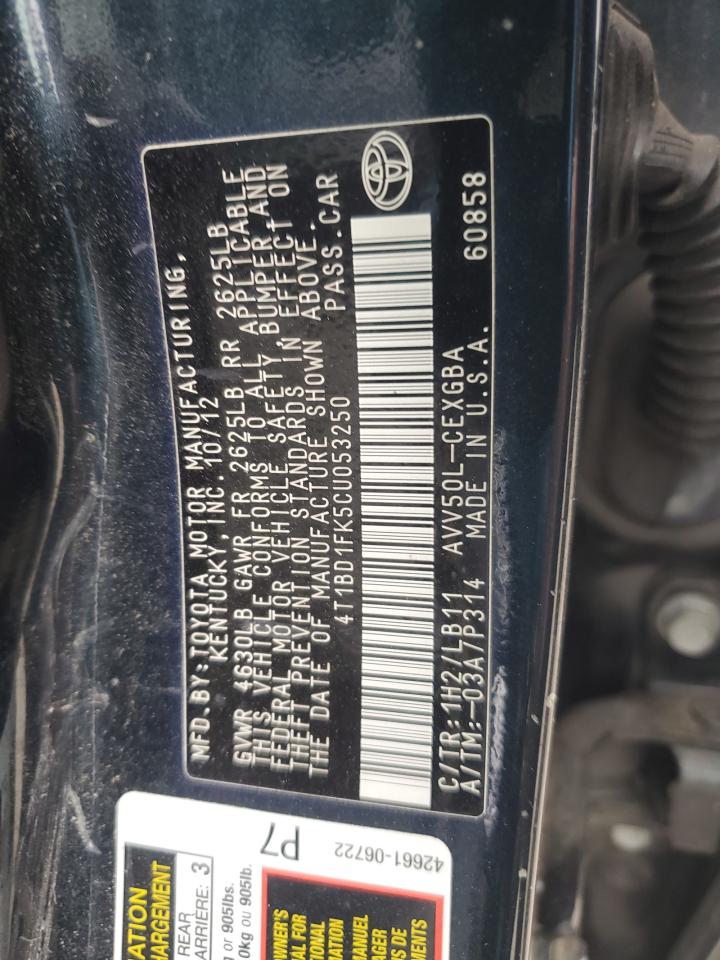 MFD.BY:TOYOTA MOTOR MANUFACTURING,
KENTUCKY, INC. 10/12
GVWR 4630LB GAWR FR 2625LB RR 2625LB
THIS VEHICLE CONFORMS TO ALL APPLICABLE
FEDERAL MOTOR VEHICLE SAFETY, BUMPER,AND
THEFT PREVENTION STANDARDS IN EFFECT ON
THE DATE OF MANUFACTURE SHOWN ABOVE.
4T1BD1FK5CU053250 PASS.CAR
C/TR:1H2/LB11 AVV50L-CEXGBA
A/TM:-03A7P314 MADE IN U.S.A. 60858
42661-06722
P7
REAR
ARRIÈRE: 3
or 905lbs.
0kg ou 905lb.
MANUEL